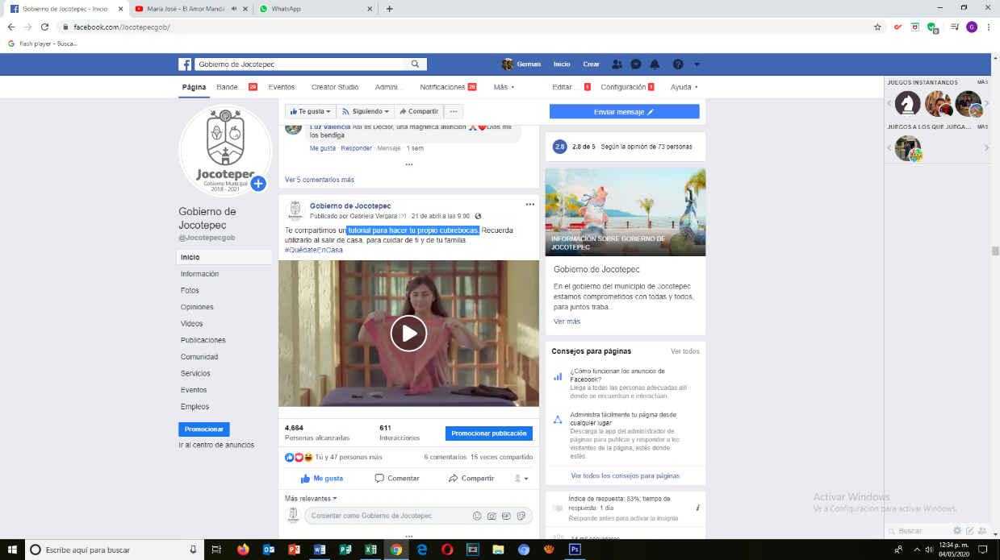 Gobierno de Jocotepec - Inicio
María José - El Amor Manda
WhatsApp
facebook.com/Jocotepecgob/
flash player - Busca...
Gobierno de Jocotepec
German
Inicio
Crear
Página
Bande...
29
Eventos
Creator Studio
Admini...
Notificaciones
26
Más
Editar ...
1
Configuración
1
Ayuda
Jocotepec
Gobierno Municipal
2018 - 2021
Gobierno de
Jocotepec
@Jocotepecgob
Inicio
Información
Fotos
Opiniones
Videos
Publicaciones
Comunidad
Servicios
Eventos
Empleos
Promocionar
Ir al centro de anuncios
Te gusta
Siguiendo
Compartir
Enviar mensaje
Luz Valencia Así es Doctor, una magnífica atención Dios me
los bendiga
Me gusta · Responder · Mensaje · 1 sem
Ver 5 comentarios más
Gobierno de Jocotepec
Publicado por Gabriela Vergara [?] · 21 de abril a las 9:00 ·
Te compartimos un tutorial para hacer tu propio cubrebocas. Recuerda
utilizarlo al salir de casa, para cuidar de ti y de tu familia.
#QuédateEnCasa
4,664
Personas alcanzadas
611
Interacciones
Promocionar publicación
Tú y 47 personas más
6 comentarios 16 veces compartido
Me gusta
Comentar
Compartir
Más relevantes
Comentar como Gobierno de Jocotepec
2.8
2.8 de 5 · Según la opinión de 73 personas
INFORMACIÓN SOBRE GOBIERNO DE
JOCOTEPEC
Gobierno de Jocotepec
En el gobierno del municipio de Jocotepec
estamos comprometidos con todas y todos,
para juntos traba...
Ver más
Consejos para páginas
Ver todos
¿Cómo funcionan los anuncios de
Facebook?
Llega a todas las personas adecuadas allí
donde se encuentran e interactúan.
Administra fácilmente tu página desde
cualquier lugar
Descarga la app del administrador de
páginas para publicar y responder a los
visitantes de la página, estés donde
estés.
Ver todos los consejos para páginas
Índice de respuesta: 83%; tiempo de
respuesta: 1 día
Responde antes para activar la insignia
14 mil seguidores
JUEGOS INSTANTÁNEOS
MÁS
JUEGOS A LOS QUE JUEGA...
MÁS
Activar Windows
Ve a Configuración para activar Windows.
Buscar
Escribe aquí para buscar
12:34 p. m.
04/05/2020